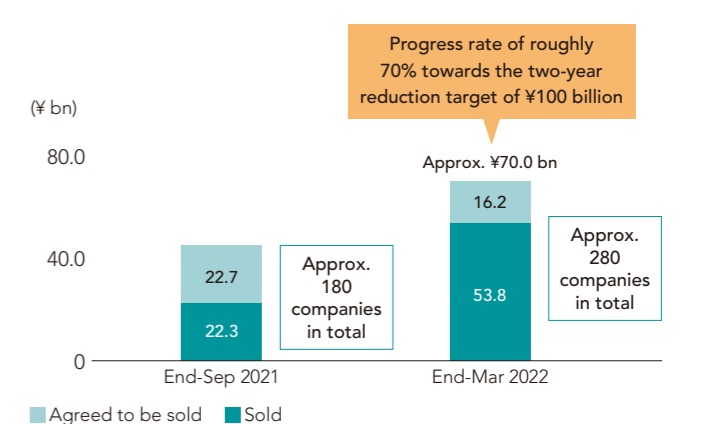 Progress rate of roughly
70% towards the two-year
reduction target of ¥100 billion
(¥ bn)
80.0
Approx. ¥70.0 bn
16.2
40.0
22.7
Approx.
180
companies
in total
53.8
Approx.
280
companies
in total
22.3
0
End-Sep 2021
End-Mar 2022
Agreed to be sold
Sold